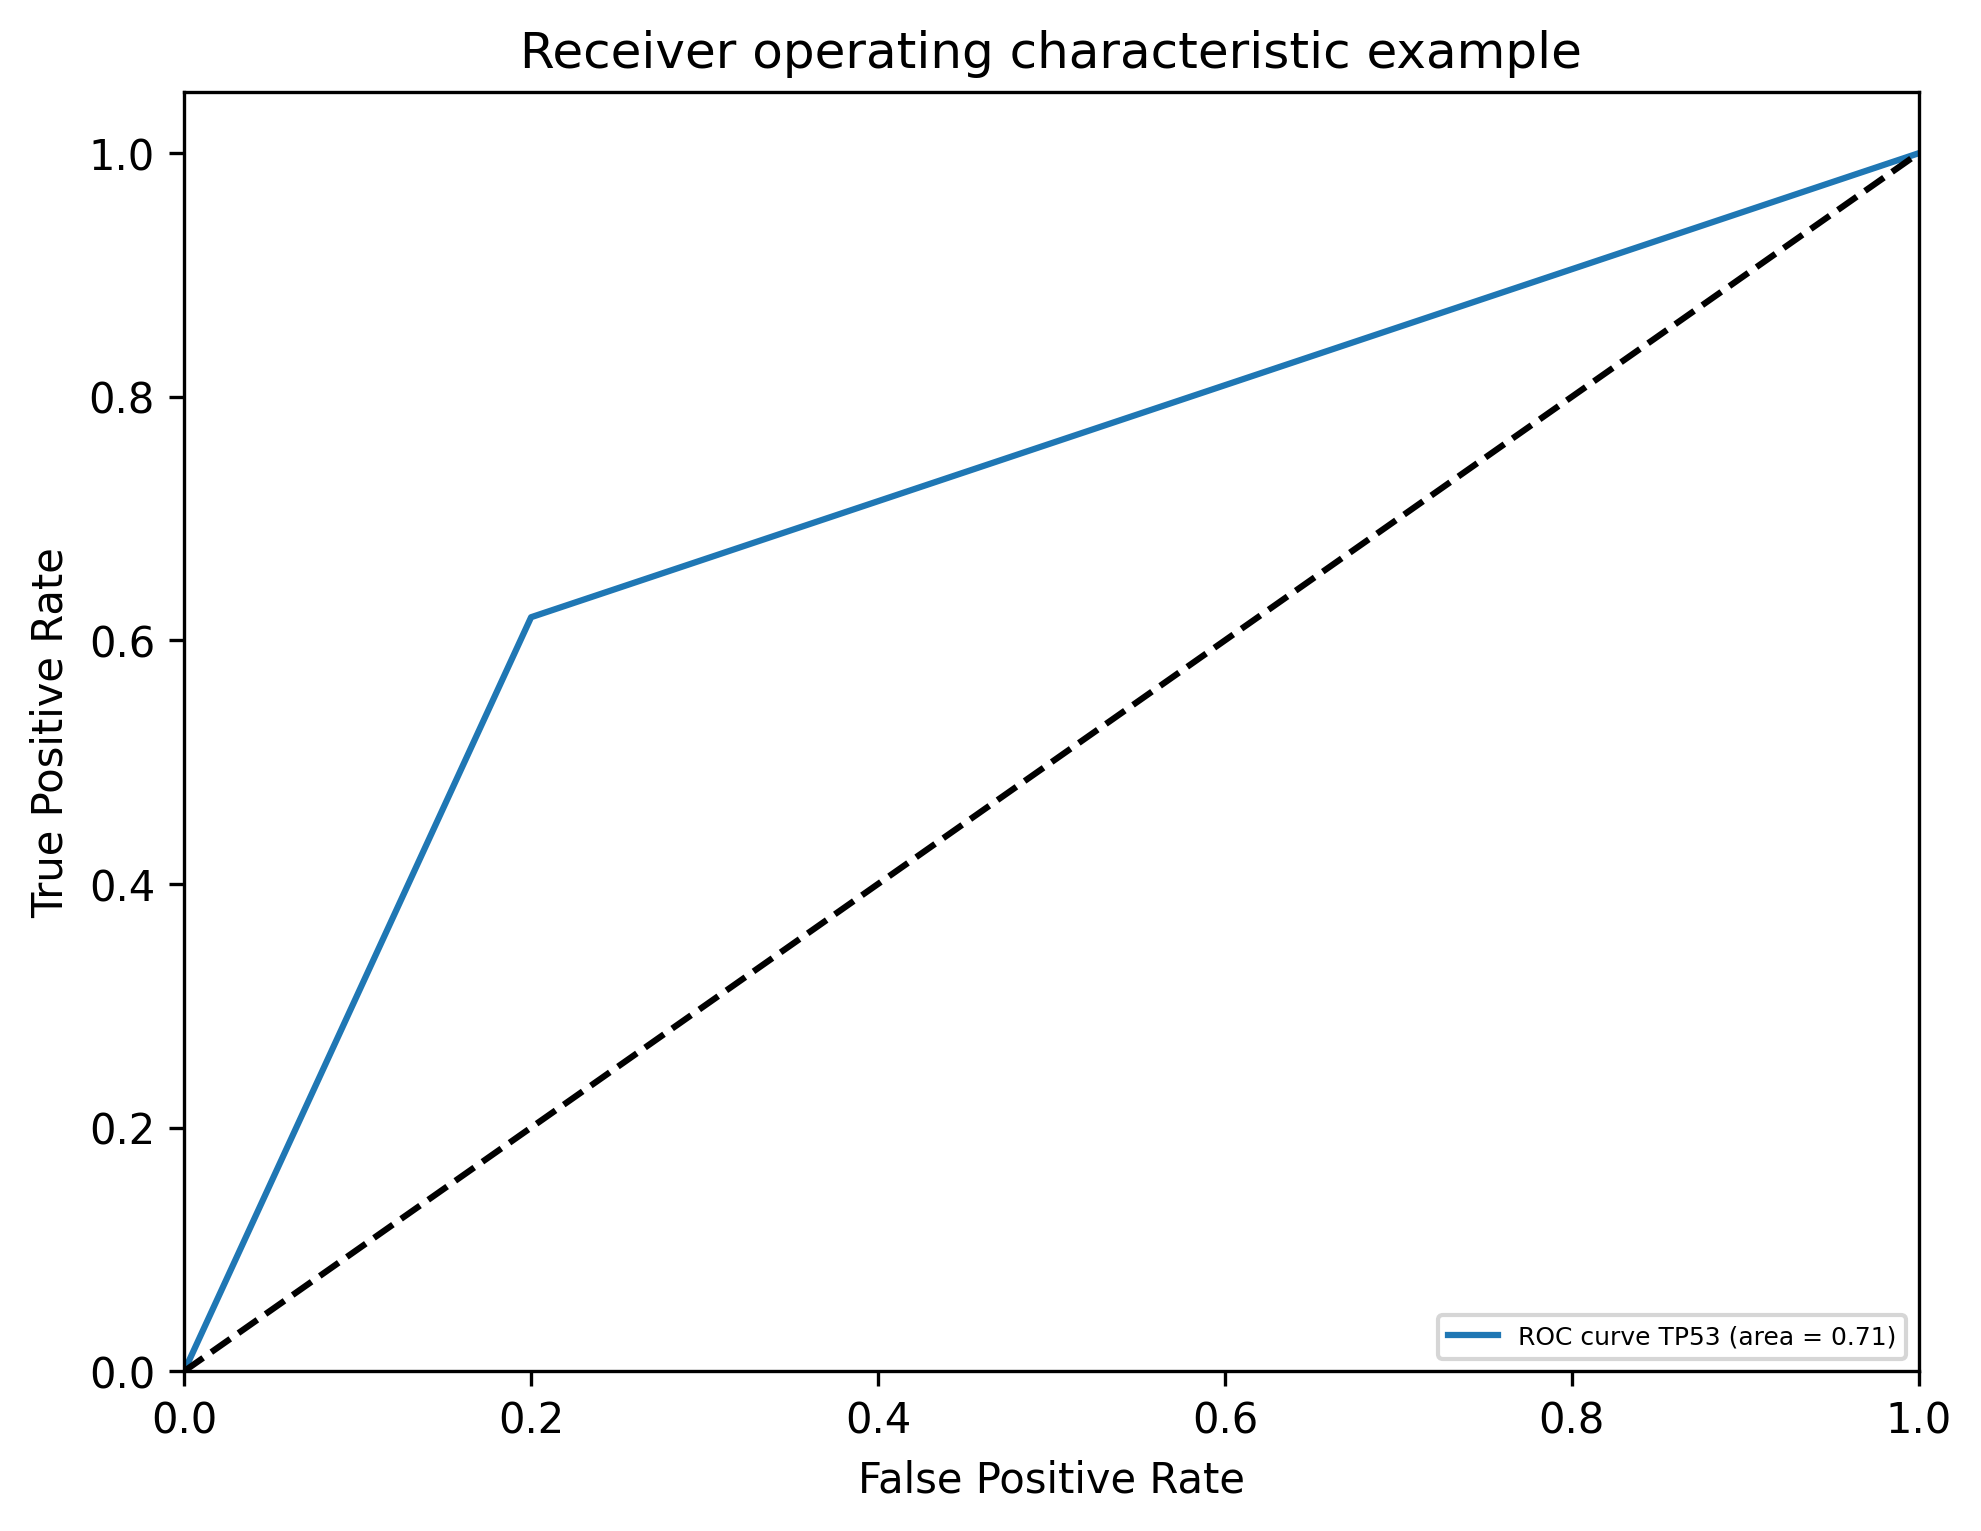 Receiver operating characteristic example
1.0
0.8
0.6
0.4
0.2
0.0
True Positive Rate
ROC curve TP53 (area = 0.71)
0.0 0.2 0.4 0.6 0.8 1.0
False Positive Rate